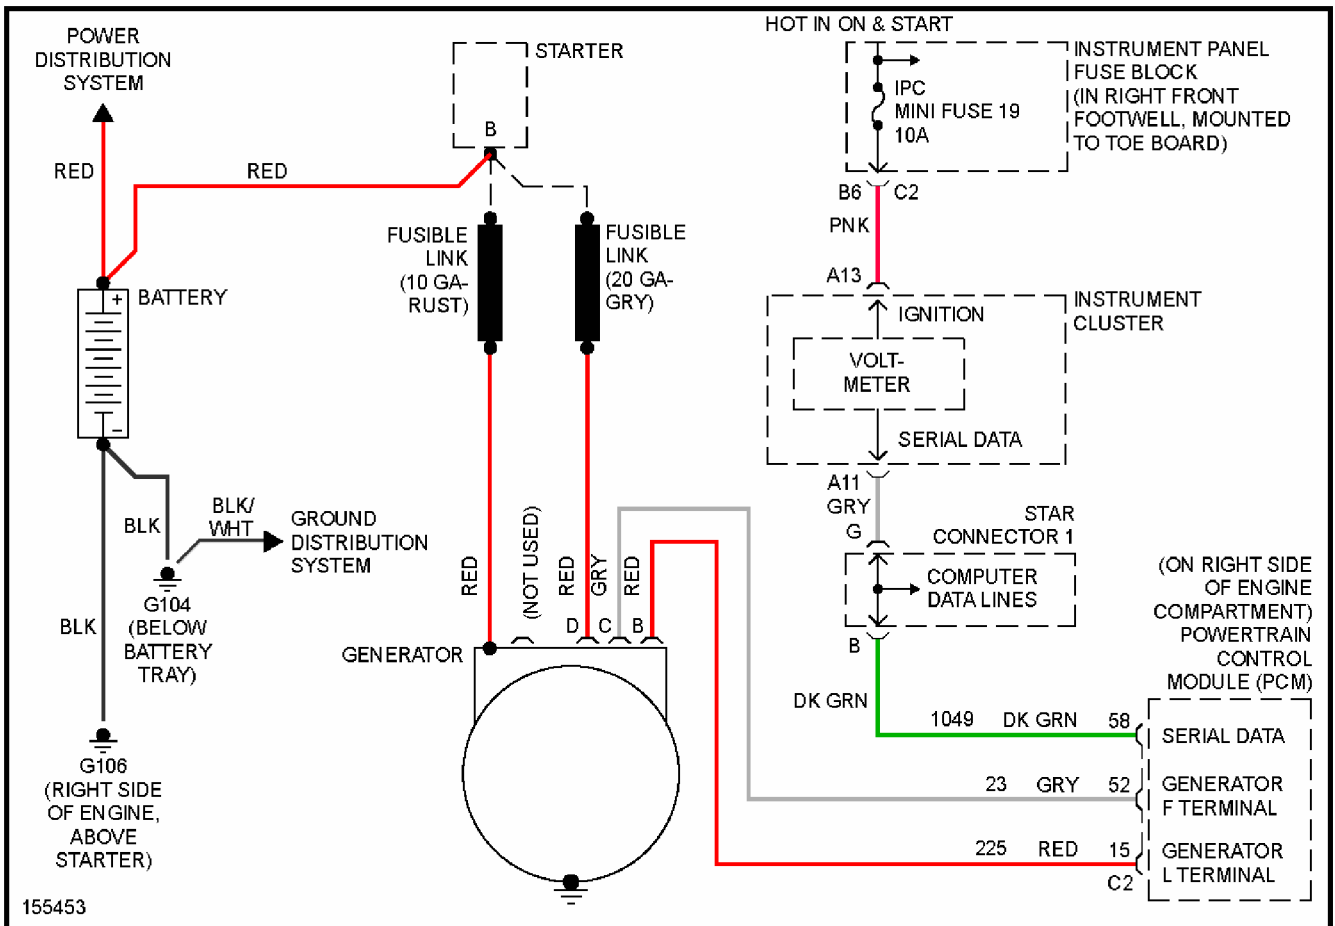 POWER
DISTRIBUTION
SYSTEM
RED
RED
STARTER
B
HOT IN ON & START
IPC
MINI FUSE 19
10A
INSTRUMENT PANEL
FUSE BLOCK
(IN RIGHT FRONT
FOOTWELL, MOUNTED
TO TOE BOARD)
B6
C2
PNK
A13
FUSIBLE
LINK
(10 GA-
RUST)
FUSIBLE
LINK
(20 GA-
GRY)
+
BATTERY
–
IGNITION
INSTRUMENT
CLUSTER
VOLT-
METER
SERIAL DATA
A11
GRY
G
STAR
CONNECTOR 1
COMPUTER
DATA LINES
B
DK GRN
BLK
BLK/
WHT
GROUND
DISTRIBUTION
SYSTEM
G104
(BELOW
BATTERY
TRAY)
BLK
G106
(RIGHT SIDE
OF ENGINE,
ABOVE
STARTER)
RED
(NOT USED)
RED
GRY
RED
D
C
B
GENERATOR
(ON RIGHT SIDE
OF ENGINE
COMPARTMENT)
POWERTRAIN
CONTROL
MODULE (PCM)
1049
DK GRN
58
SERIAL DATA
23
GRY
52
GENERATOR
F TERMINAL
225
RED
15
C2
GENERATOR
L TERMINAL
155453